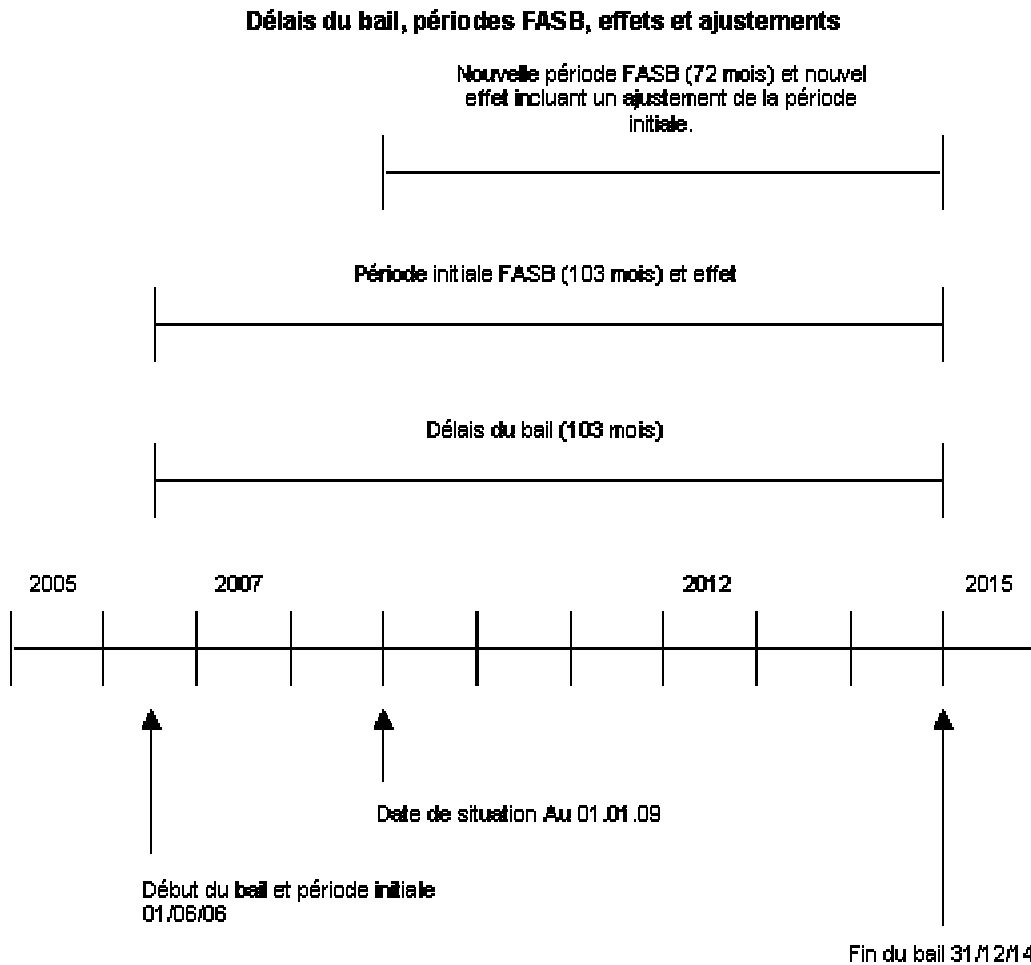 Délais du bail, périodes FASB, effets et ajustements
Nouvelle période FASB (72 mois) et nouvel
effet incluant un ajustement de la période
initiale.
Période initiale FASB (103 mois) et effet
Délais du bail (103 mois)
2005 2007 2012 2015
Date de situation Au 01.01.09
Début du bail et période initiale
01/06/06
Fin du bail 31/12/14